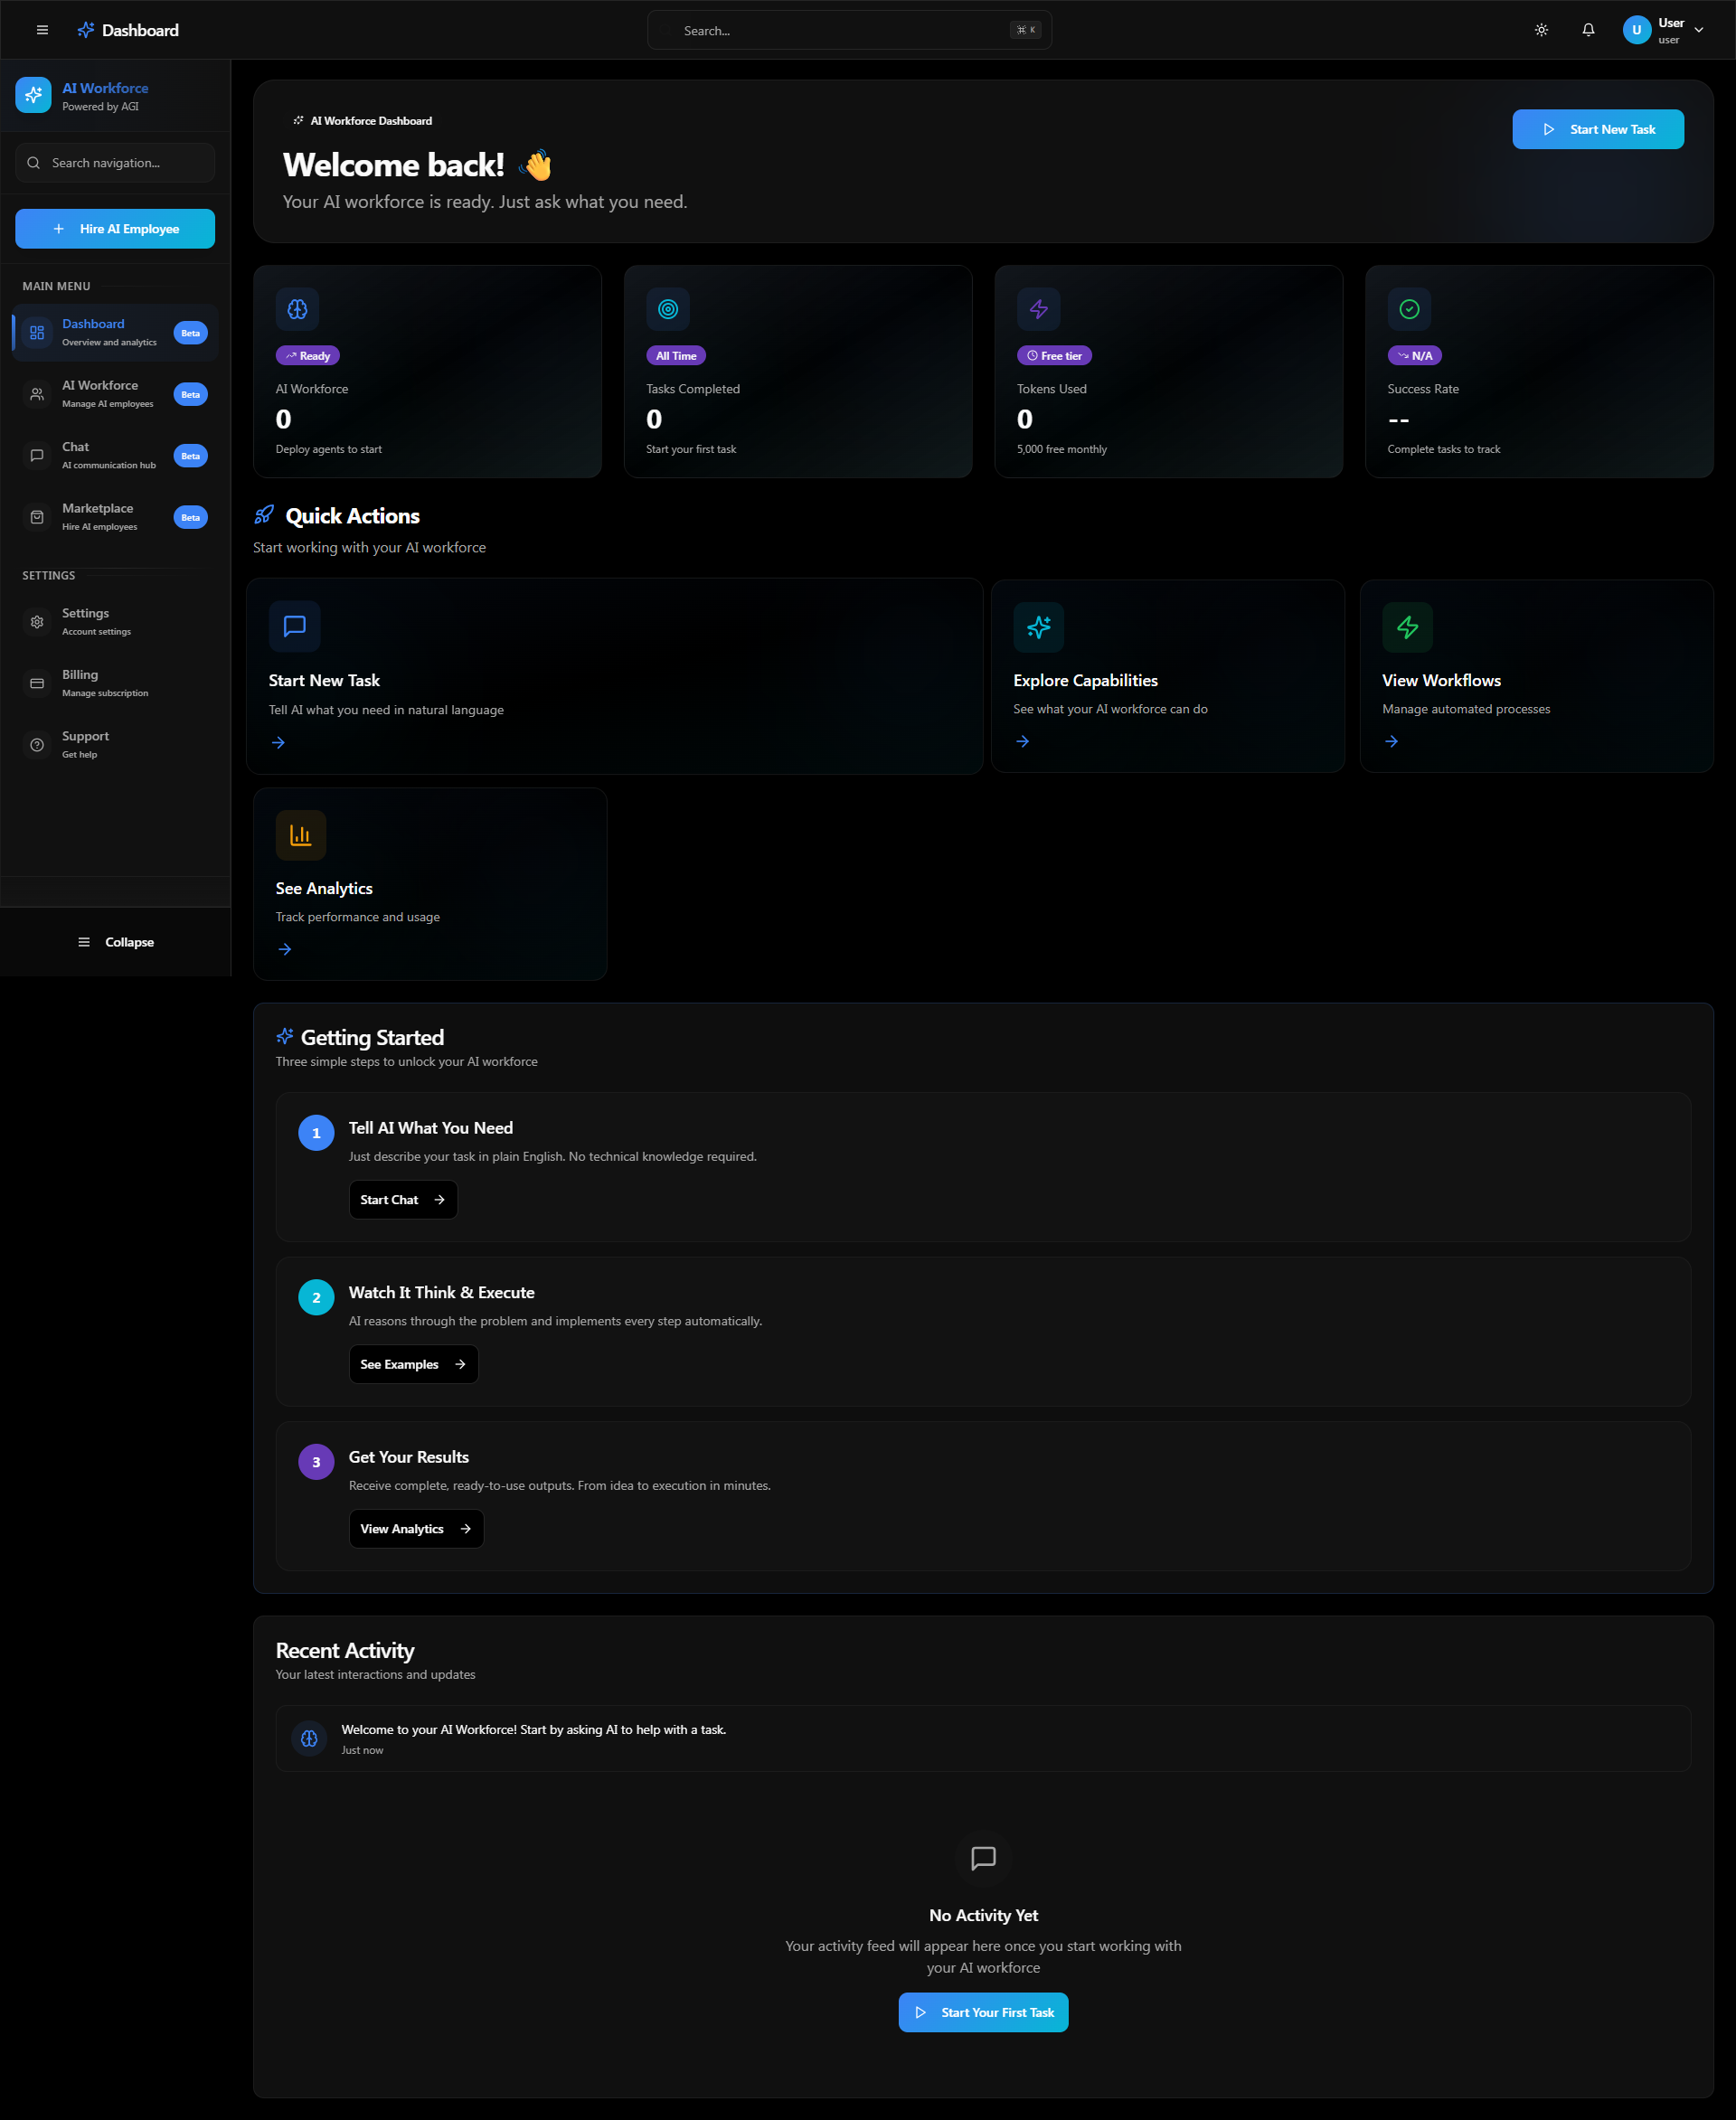 Dashboard
Search...
⌘ K
U
User
user
AI Workforce
Powered by AGI
Search navigation...
Hire AI Employee
MAIN MENU
Dashboard
Overview and analytics
Beta
AI Workforce
Manage AI employees
Beta
Chat
AI communication hub
Beta
Marketplace
Hire AI employees
Beta
SETTINGS
Settings
Account settings
Billing
Manage subscription
Support
Get help
Collapse
AI Workforce Dashboard
Welcome back! 👋
Your AI workforce is ready. Just ask what you need.
Start New Task
Ready
AI Workforce
0
Deploy agents to start
All Time
Tasks Completed
0
Start your first task
Free tier
Tokens Used
0
5,000 free monthly
N/A
Success Rate
--
Complete tasks to track
Quick Actions
Start working with your AI workforce
Start New Task
Tell AI what you need in natural language
Explore Capabilities
See what your AI workforce can do
View Workflows
Manage automated processes
See Analytics
Track performance and usage
Getting Started
Three simple steps to unlock your AI workforce
1
Tell AI What You Need
Just describe your task in plain English. No technical knowledge required.
Start Chat
2
Watch It Think & Execute
AI reasons through the problem and implements every step automatically.
See Examples
3
Get Your Results
Receive complete, ready-to-use outputs. From idea to execution in minutes.
View Analytics
Recent Activity
Your latest interactions and updates
Welcome to your AI Workforce! Start by asking AI to help with a task.
Just now
No Activity Yet
Your activity feed will appear here once you start working with
your AI workforce
Start Your First Task